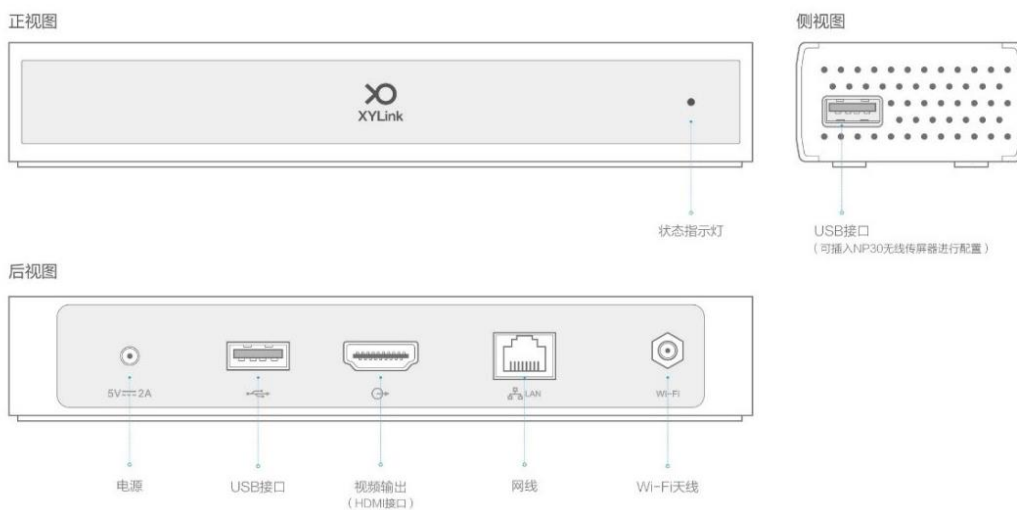 正视图
侧视图
XYLink
状态指示灯
USB接口
（可插入NP30无线传屏器进行配置）
后视图
5V 2A
LAN
Wi-Fi
电源
USB接口
视频输出
（HDMI接口）
网线
Wi-Fi天线